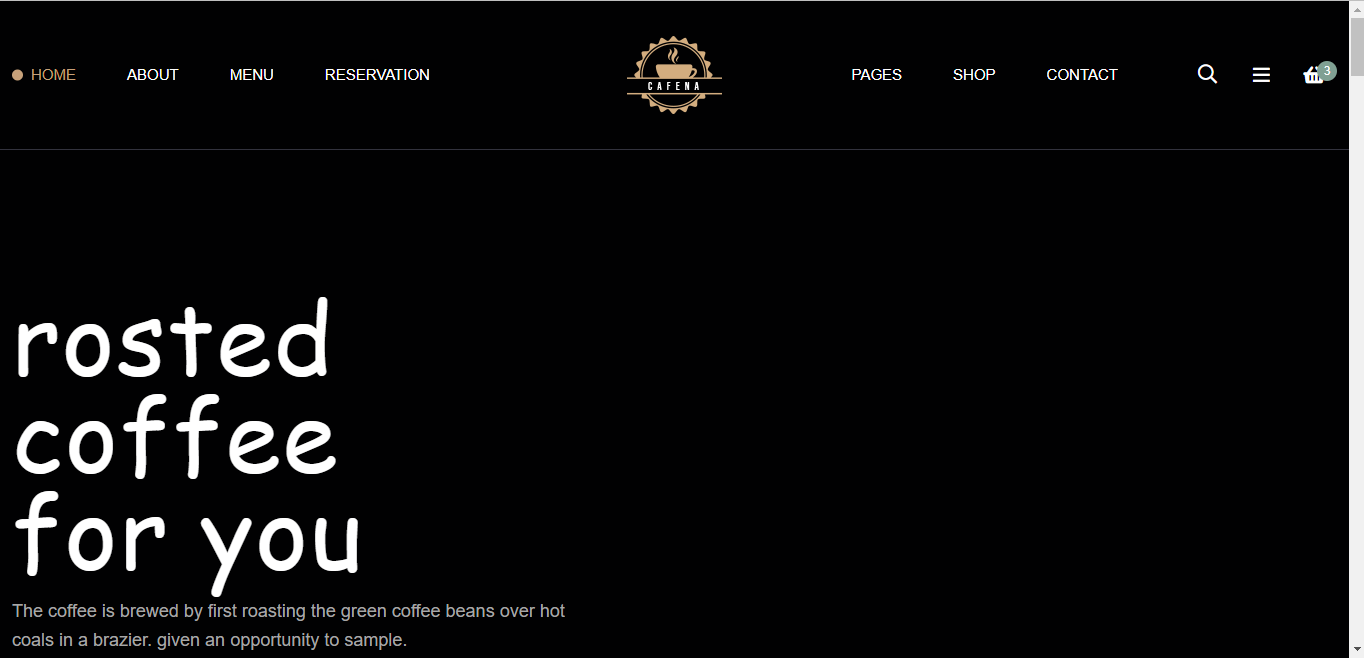 HOME ABOUT MENU RESERVATION CAFENA PAGES SHOP CONTACT 3
rosted
coffee
for you
The coffee is brewed by first roasting the green coffee beans over hot
coals in a brazier. given an opportunity to sample.